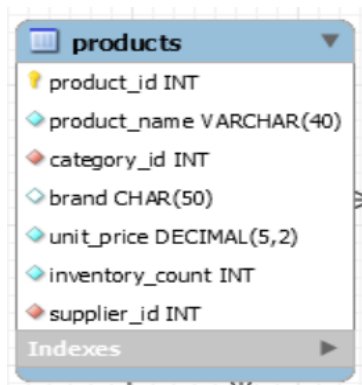 products
product_id INT
product_name VARCHAR(40)
category_id INT
brand CHAR(50)
unit_price DECIMAL(5,2)
inventory_count INT
supplier_id INT
Indexes